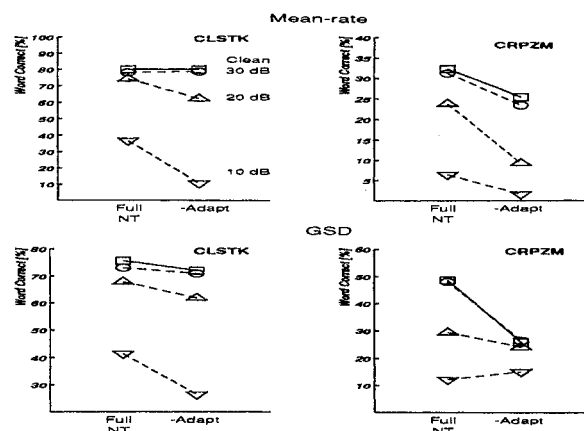 Mean-rate
CLSTK
Word Correct [%]
100
90
80
70
60
50
40
30
20
10
Clean
30 dB
20 dB
10 dB
Full
NT
-Adapt
CRPZM
Word Correct [%]
40
35
30
25
20
15
10
5
Full
NT
-Adapt
GSD
CLSTK
Word Correct [%]
80
70
60
50
40
30
Full
NT
-Adapt
CRPZM
Word Correct [%]
60
50
40
30
20
10
Full
NT
-Adapt